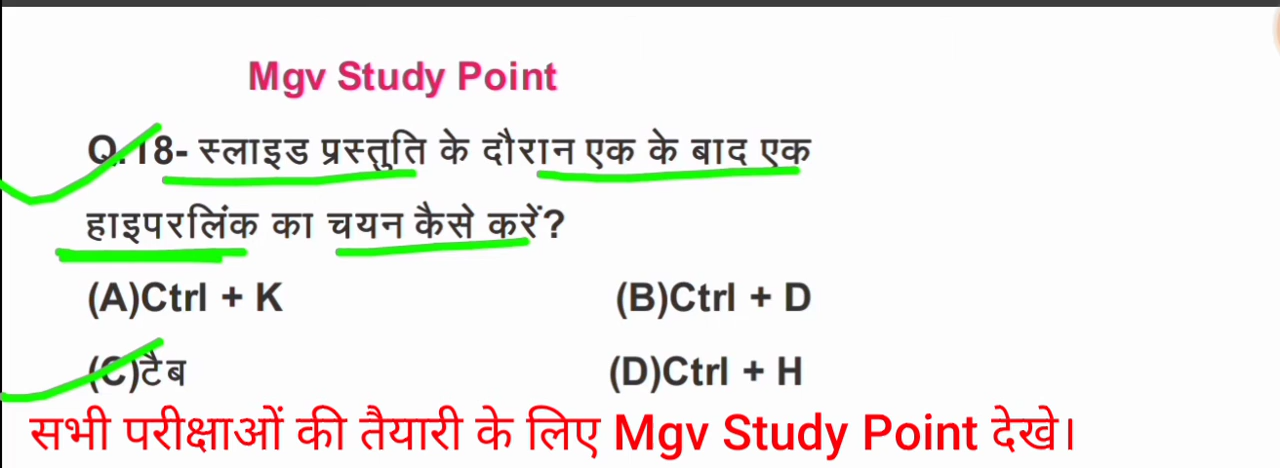 Mgv Study Point
Q.18- स्लाइड प्रस्तुति के दौरान एक के बाद एक
हाइपरलिंक का चयन कैसे करें?
(A)Ctrl + K (B)Ctrl + D
(C)टैब (D)Ctrl + H
सभी परीक्षाओं की तैयारी के लिए Mgv Study Point देखे।